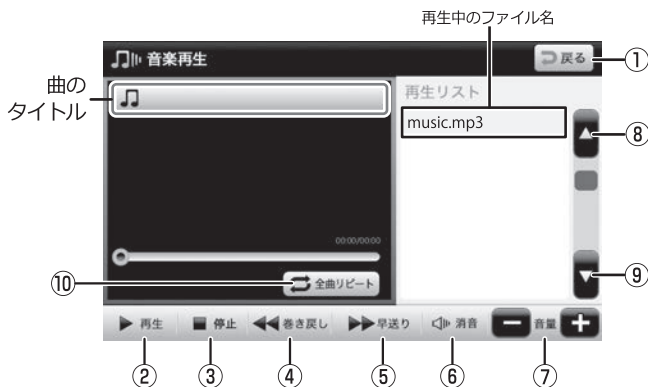 再生中のファイル名
音楽再生
戻る
①
曲の
タイトル
再生リスト
music.mp3
⑧
00:00/00:00
⑩
全曲リピート
⑨
再生
停止
巻き戻し
早送り
消音
音量
②
③
④
⑤
⑥
⑦